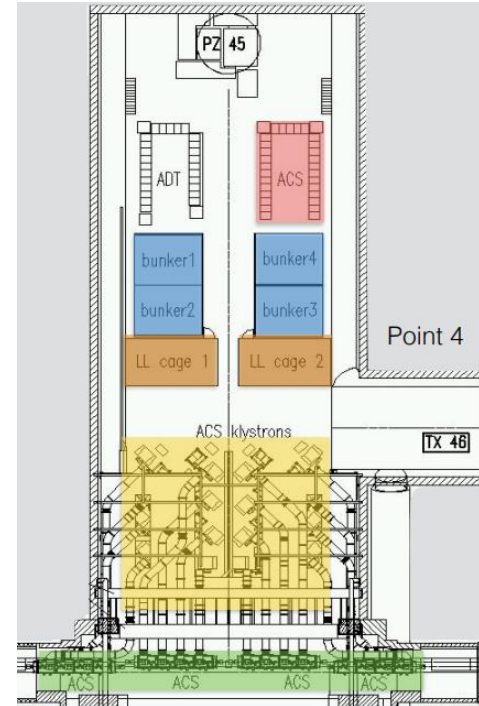 PZ 45
ADT
ACS
bunker1
bunker4
bunker2
bunker3
Point 4
LL cage 1
LL cage 2
ACS klystrons
TX 46
ACS
ACS
ACS
ACS